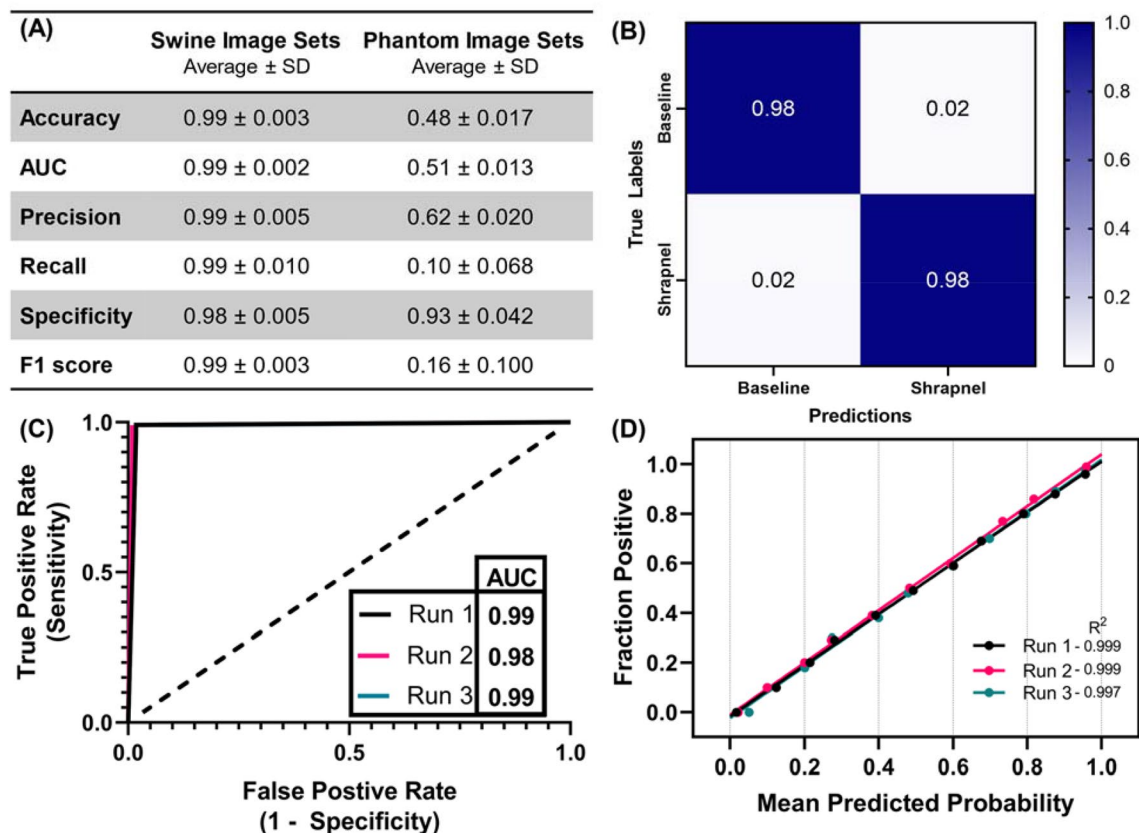 (A)
Swine Image Sets Phantom Image Sets
Average ± SD Average ± SD
Accuracy 0.99 ± 0.003 0.48 ± 0.017
AUC 0.99 ± 0.002 0.51 ± 0.013
Precision 0.99 ± 0.005 0.62 ± 0.020
Recall 0.99 ± 0.010 0.10 ± 0.068
Specificity 0.98 ± 0.005 0.93 ± 0.042
F1 score 0.99 ± 0.003 0.16 ± 0.100
(B)
True Labels
Baseline
Shrapnel
0.98 0.02
0.02 0.98
Baseline Shrapnel
Predictions
1.0
0.8
0.6
0.4
0.2
0
(C)
True Positive Rate
(Sensitivity)
1.0
0.5
0.0
AUC
Run 1 0.99
Run 2 0.98
Run 3 0.99
0.0 0.5 1.0
False Postive Rate
(1 - Specificity)
(D)
Fraction Positive
1.0
0.8
0.6
0.4
0.2
0.0
R2
Run 1 - 0.999
Run 2 - 0.999
Run 3 - 0.997
0.0 0.2 0.4 0.6 0.8 1.0
Mean Predicted Probability